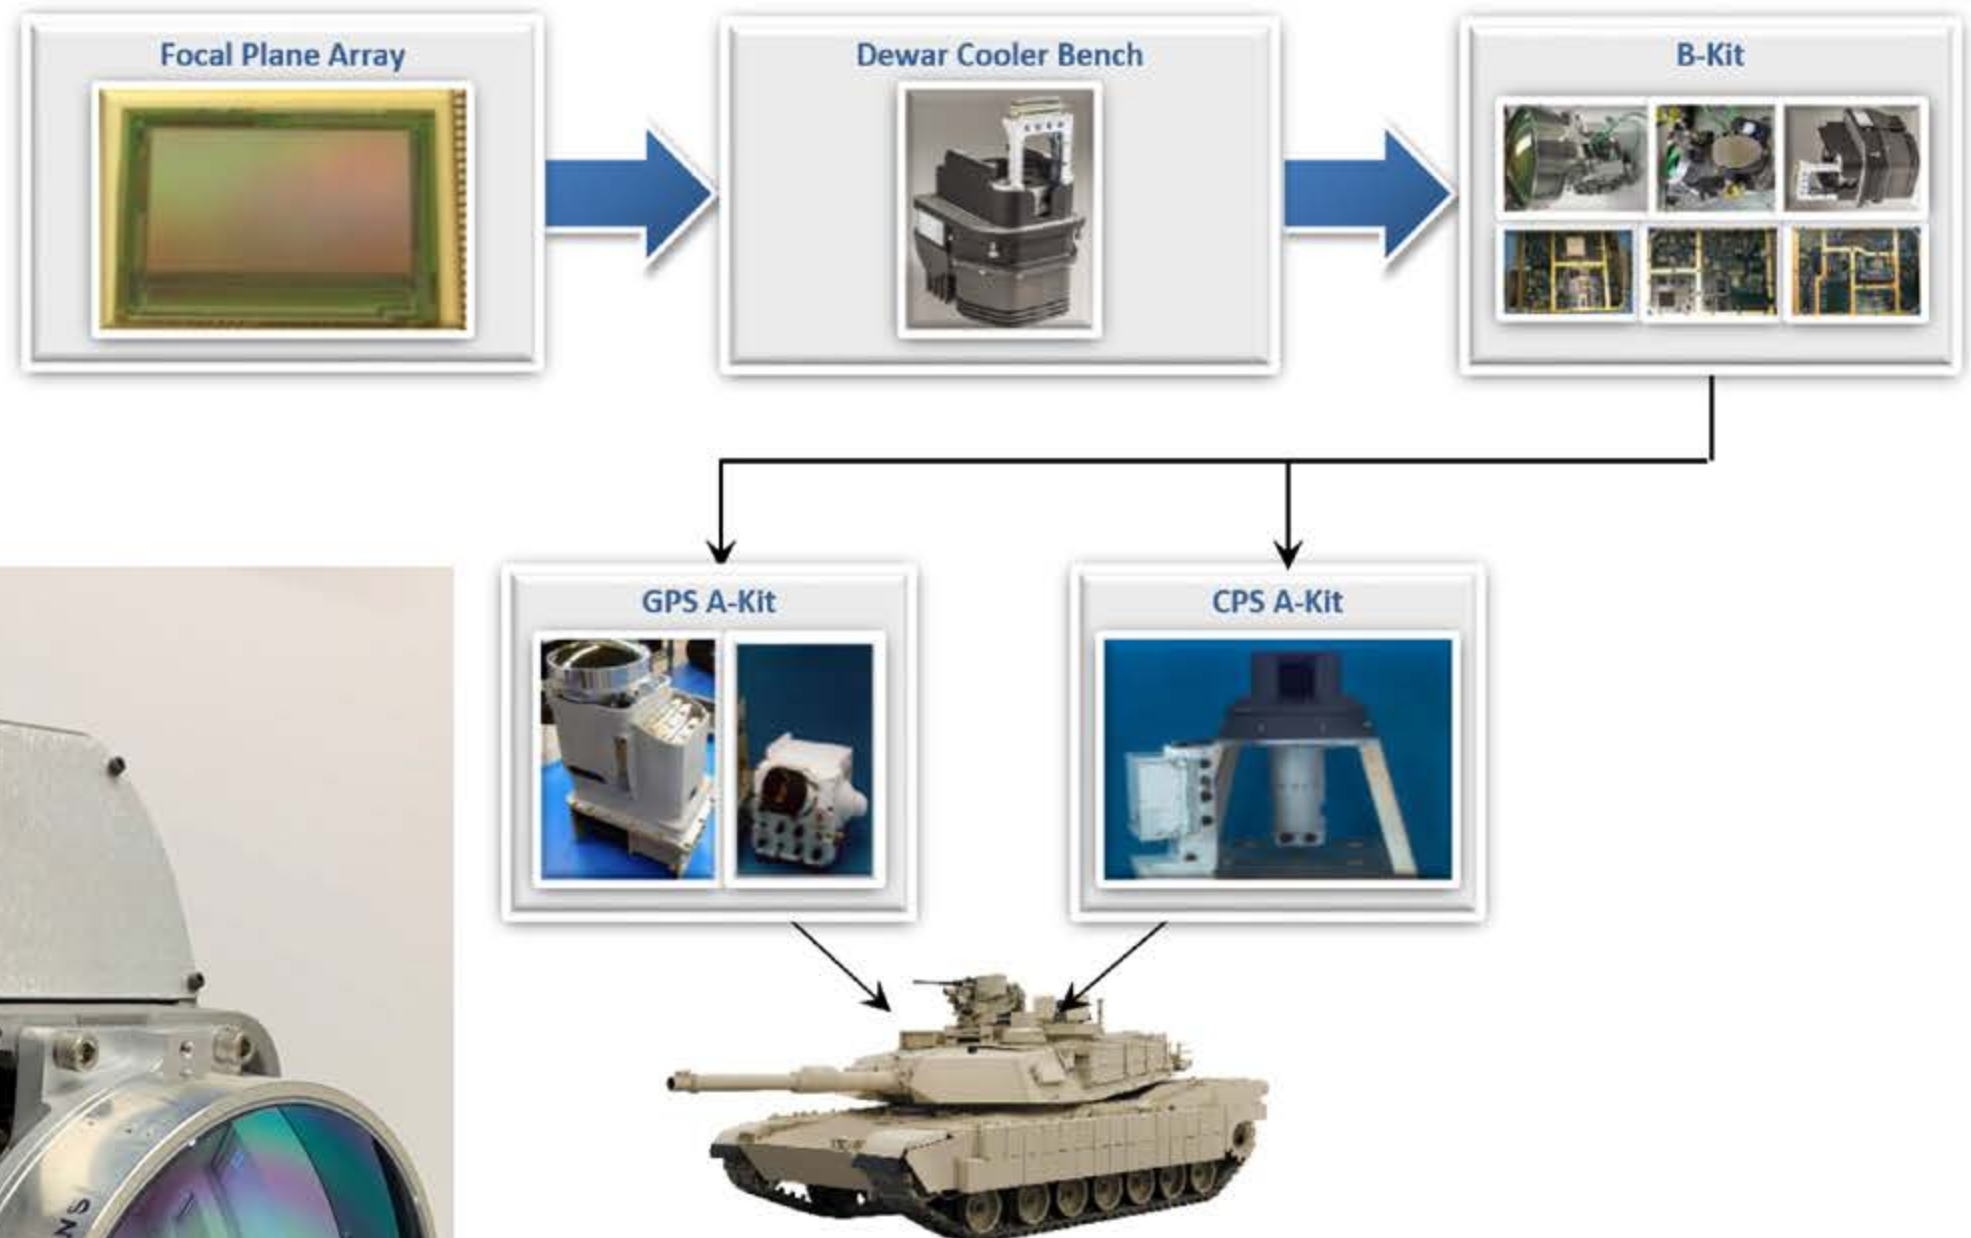 Focal Plane Array
Dewar Cooler Bench
B-Kit
GPS A-Kit
CPS A-Kit